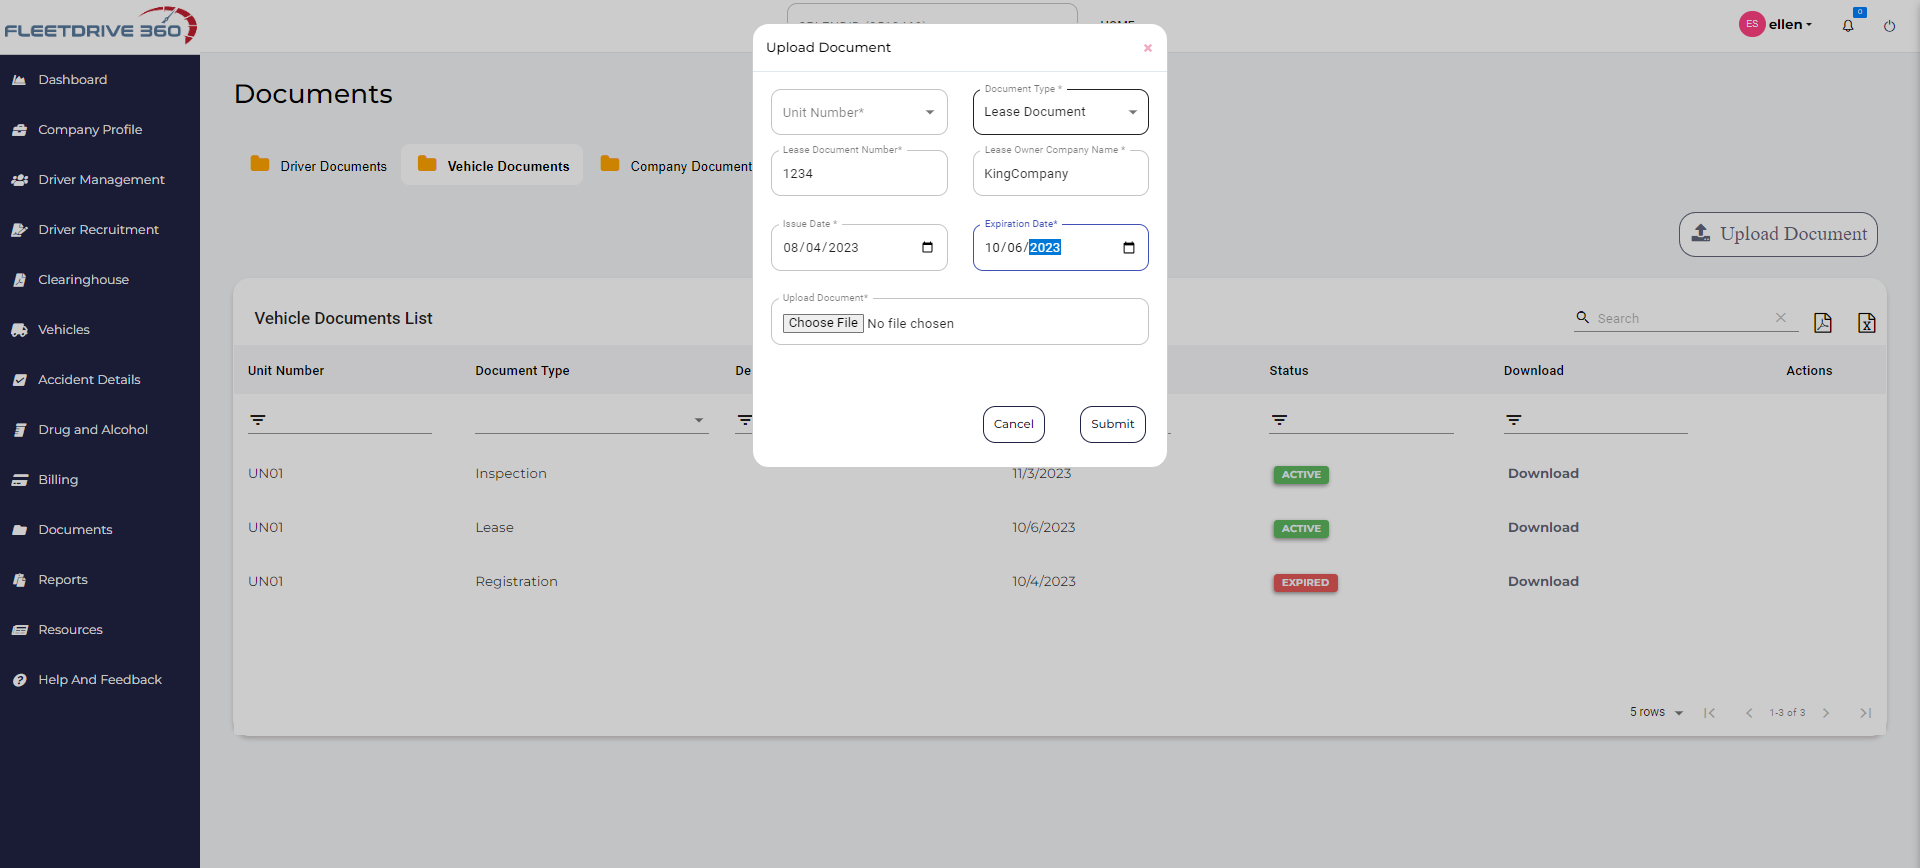 FLEETDRIVE 360
HOME
ES ellen
0
Dashboard
Company Profile
Driver Management
Driver Recruitment
Clearinghouse
Vehicles
Accident Details
Drug and Alcohol
Billing
Documents
Reports
Resources
Help And Feedback
Documents
Driver Documents
Vehicle Documents
Company Document
Upload Document
Upload Document
×
Unit Number*
Document Type *
Lease Document
Lease Document Number*
1234
Lease Owner Company Name *
KingCompany
Issue Date *
08/04/2023
Expiration Date*
10/06/2023
Upload Document*
Choose File No file chosen
Cancel
Submit
Vehicle Documents List
Search
Unit Number Document Type De Status Download Actions
UN01 Inspection 11/3/2023 ACTIVE Download
UN01 Lease 10/6/2023 ACTIVE Download
UN01 Registration 10/4/2023 EXPIRED Download
5 rows 1-3 of 3